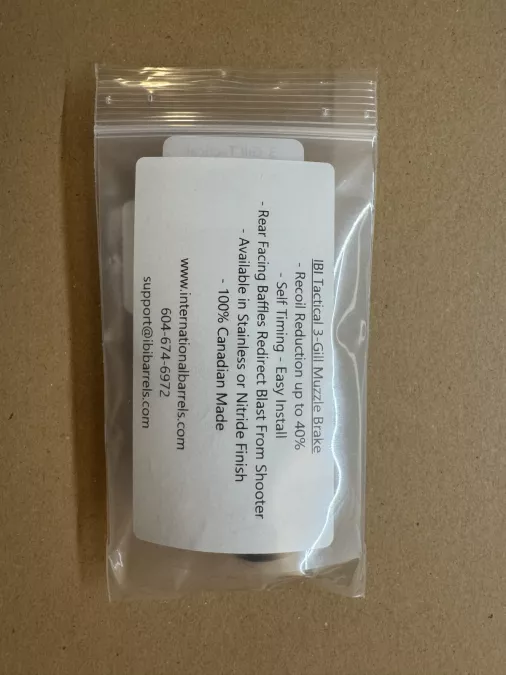 IBI Tactical 3-Gill Muzzle Brake
- Recoil Reduction up to 40%
- Self Timing - Easy Install
- Rear Facing Baffles Redirect Blast From Shooter
- Available in Stainless or Nitride Finish
- 100% Canadian Made
www.internationalbarrels.com
604-674-6972
support@ibibarrels.com